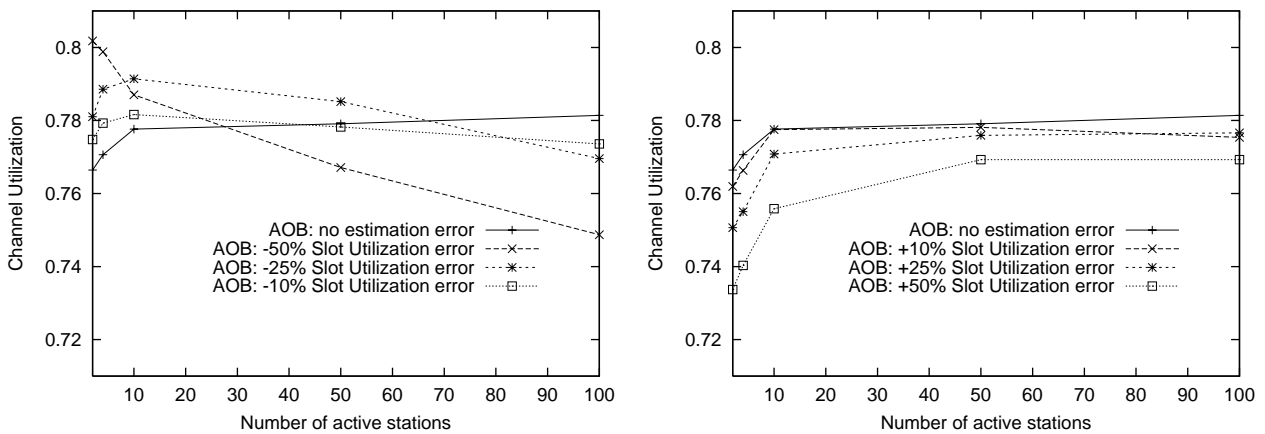 0.8
0.78
0.76
0.74
0.72
Channel Utilization
AOB: no estimation error
AOB: -50% Slot Utilization error
AOB: -25% Slot Utilization error
AOB: -10% Slot Utilization error
10 20 30 40 50 60 70 80 90 100
Number of active stations
0.8
0.78
0.76
0.74
0.72
Channel Utilization
AOB: no estimation error
AOB: +10% Slot Utilization error
AOB: +25% Slot Utilization error
AOB: +50% Slot Utilization error
10 20 30 40 50 60 70 80 90 100
Number of active stations